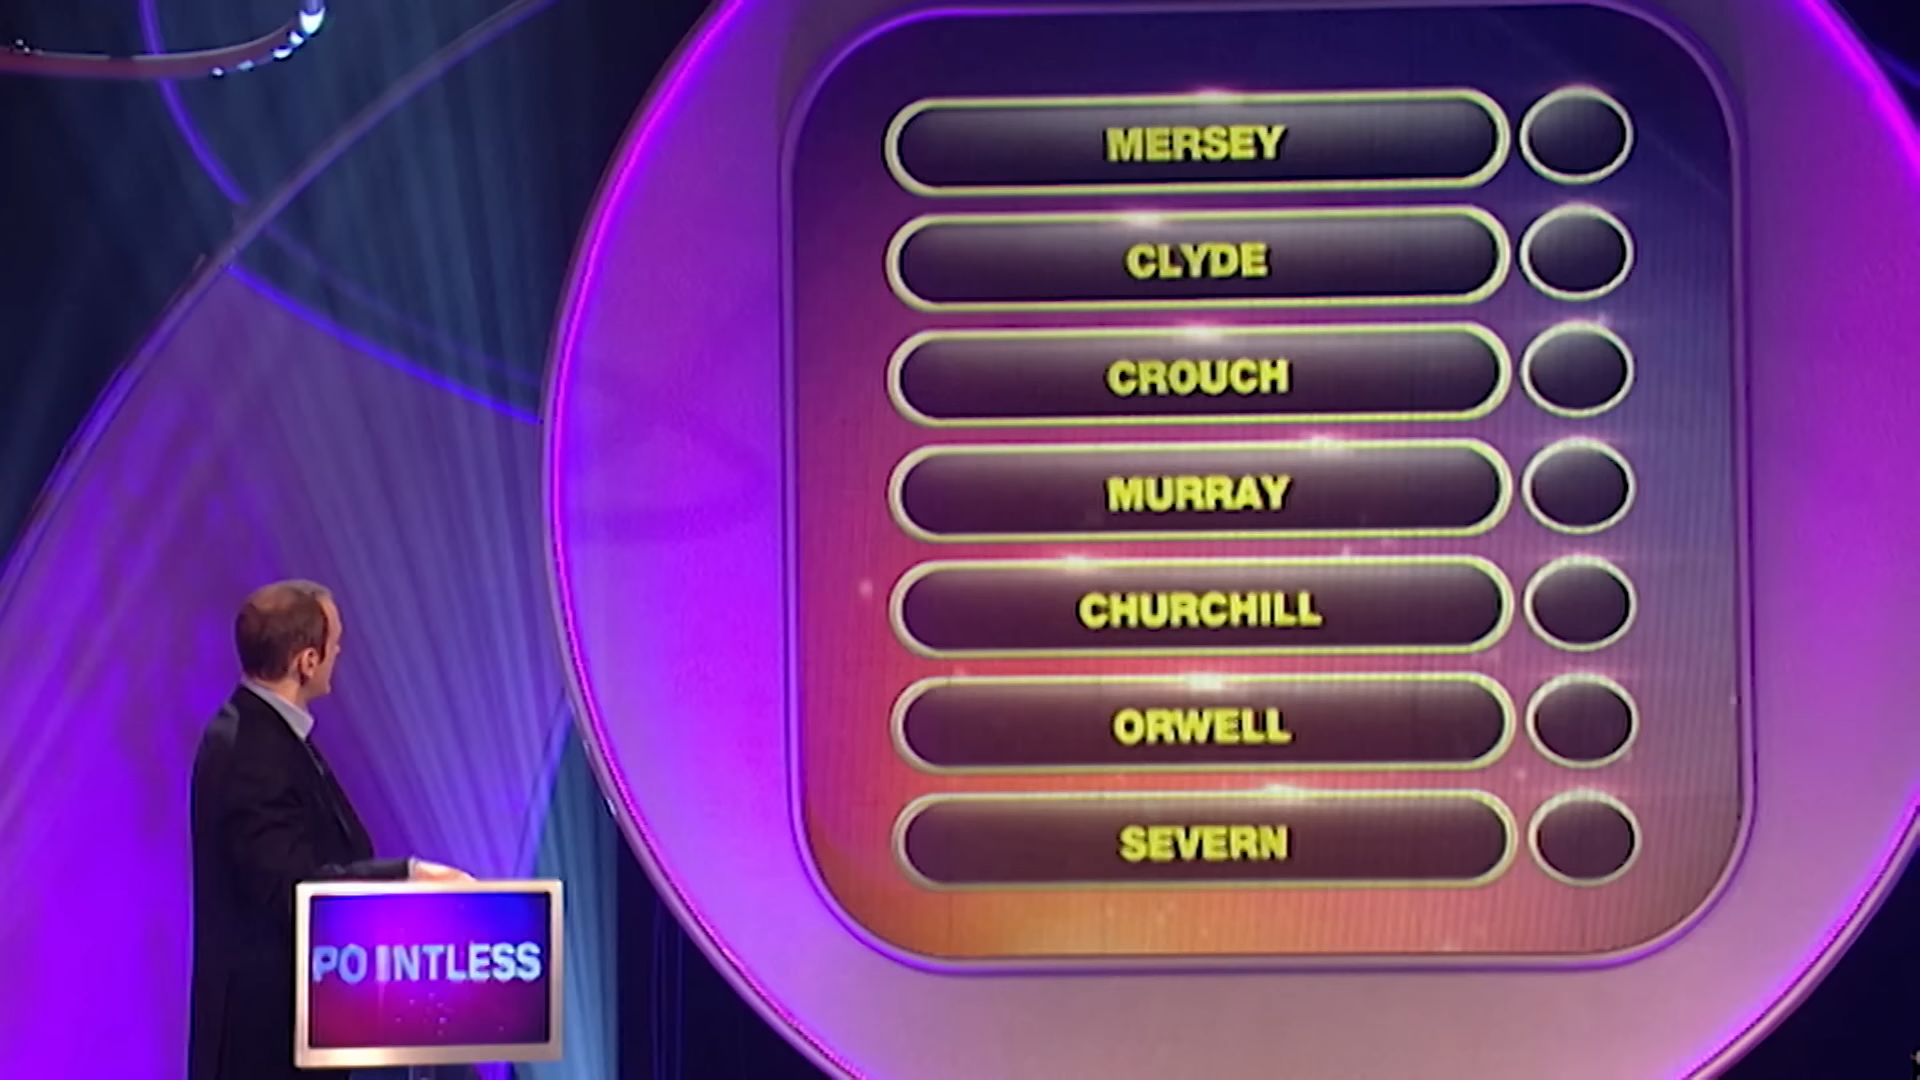 MERSEY
CLYDE
CROUCH
MURRAY
CHURCHILL
ORWELL
SEVERN
POINTLESS